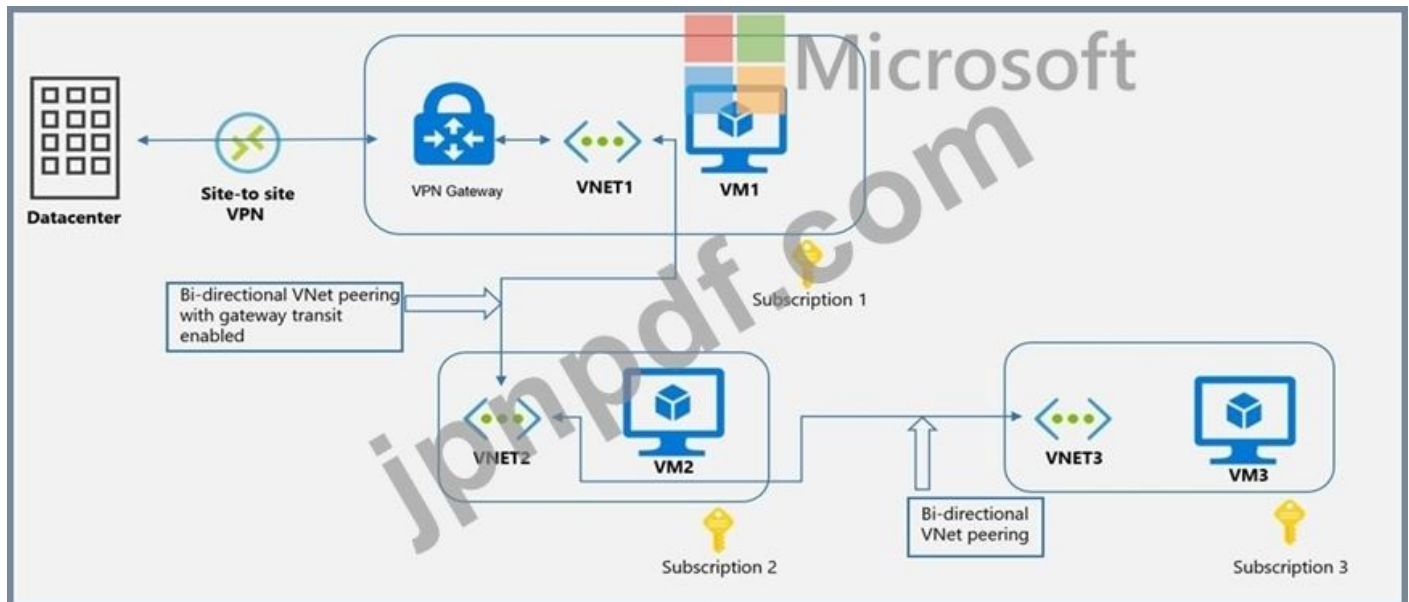 Microsoft
Datacenter
Site-to site
VPN
VPN Gateway
VNET1
VM1
Subscription 1
Bi-directional VNet peering
with gateway transit
enabled
jpnpdf.com
VNET2
VM2
Subscription 2
Bi-directional
VNet peering
VNET3
VM3
Subscription 3